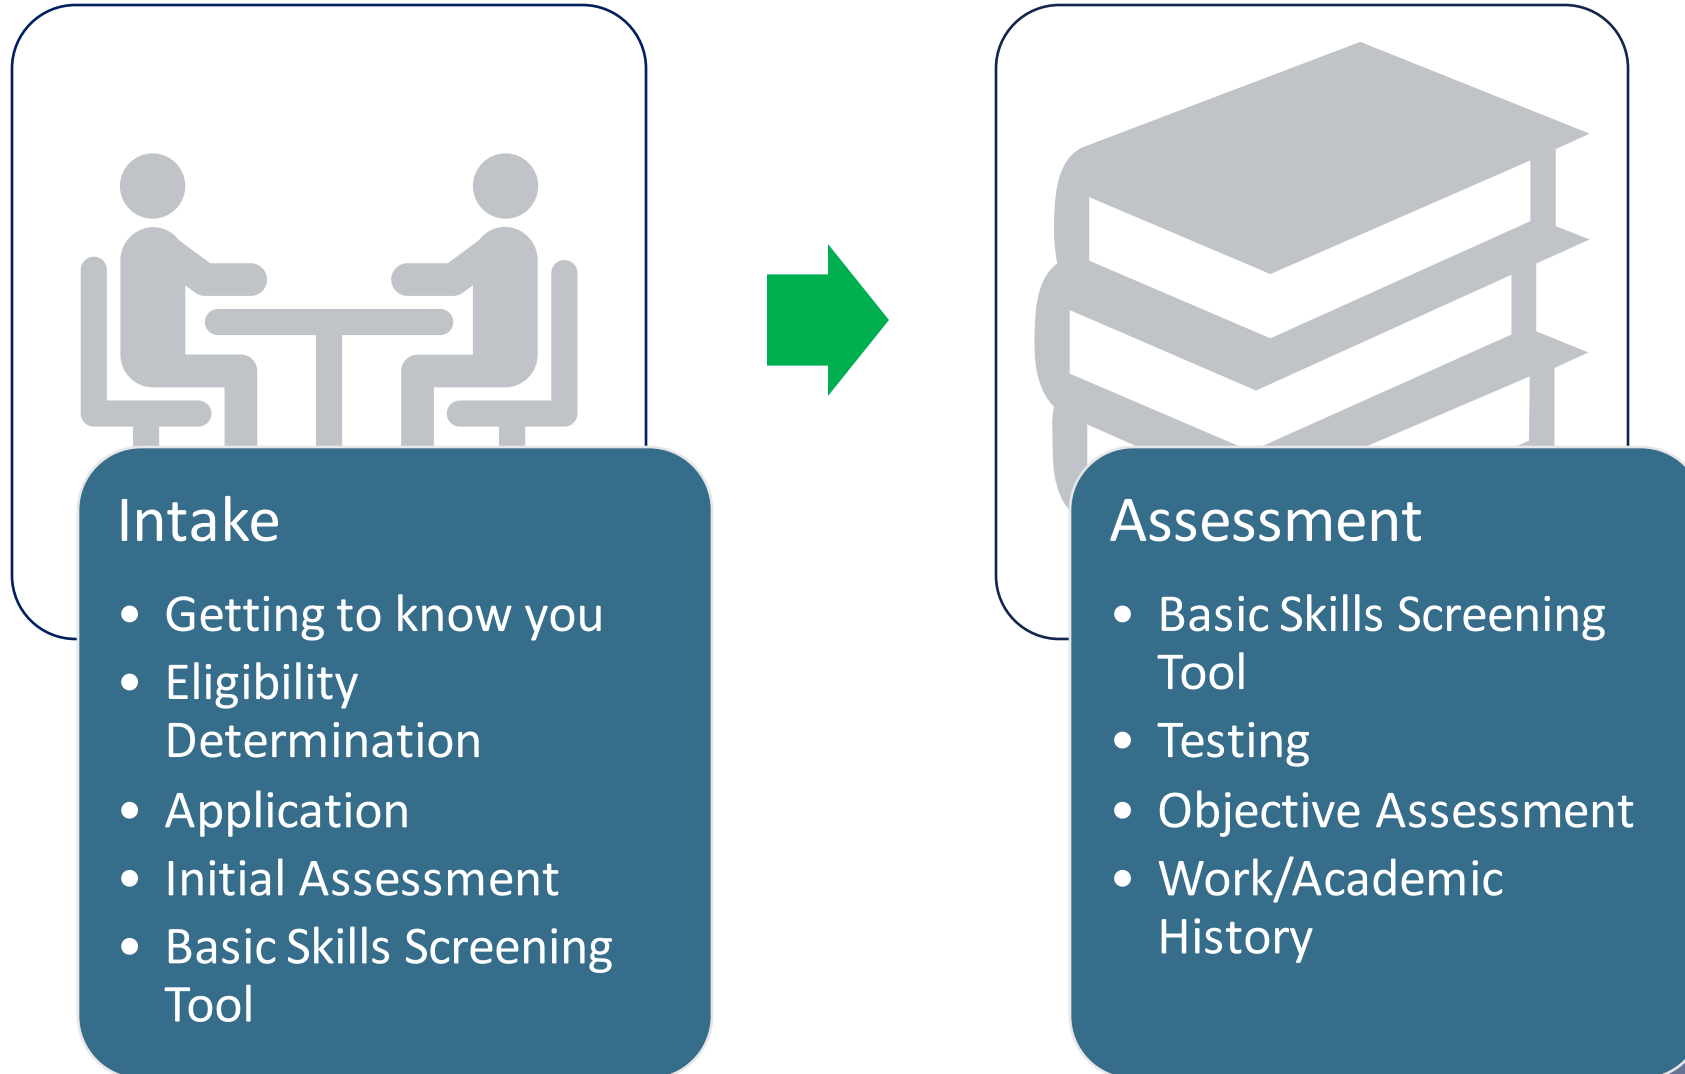 Intake
• Getting to know you
• Eligibility
Determination
• Application
• Initial Assessment
• Basic Skills Screening
Tool
Assessment
• Basic Skills Screening
Tool
• Testing
• Objective Assessment
• Work/Academic
History